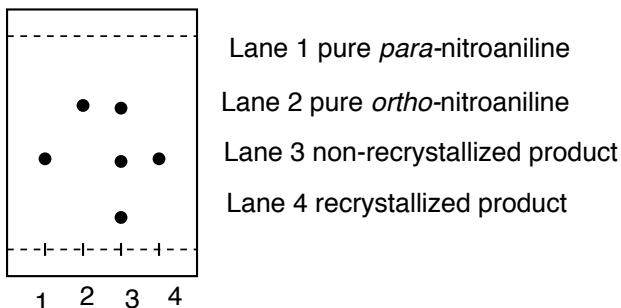 Lane 1 pure para-nitroaniline
Lane 2 pure ortho-nitroaniline
Lane 3 non-recrystallized product
Lane 4 recrystallized product
1 2 3 4